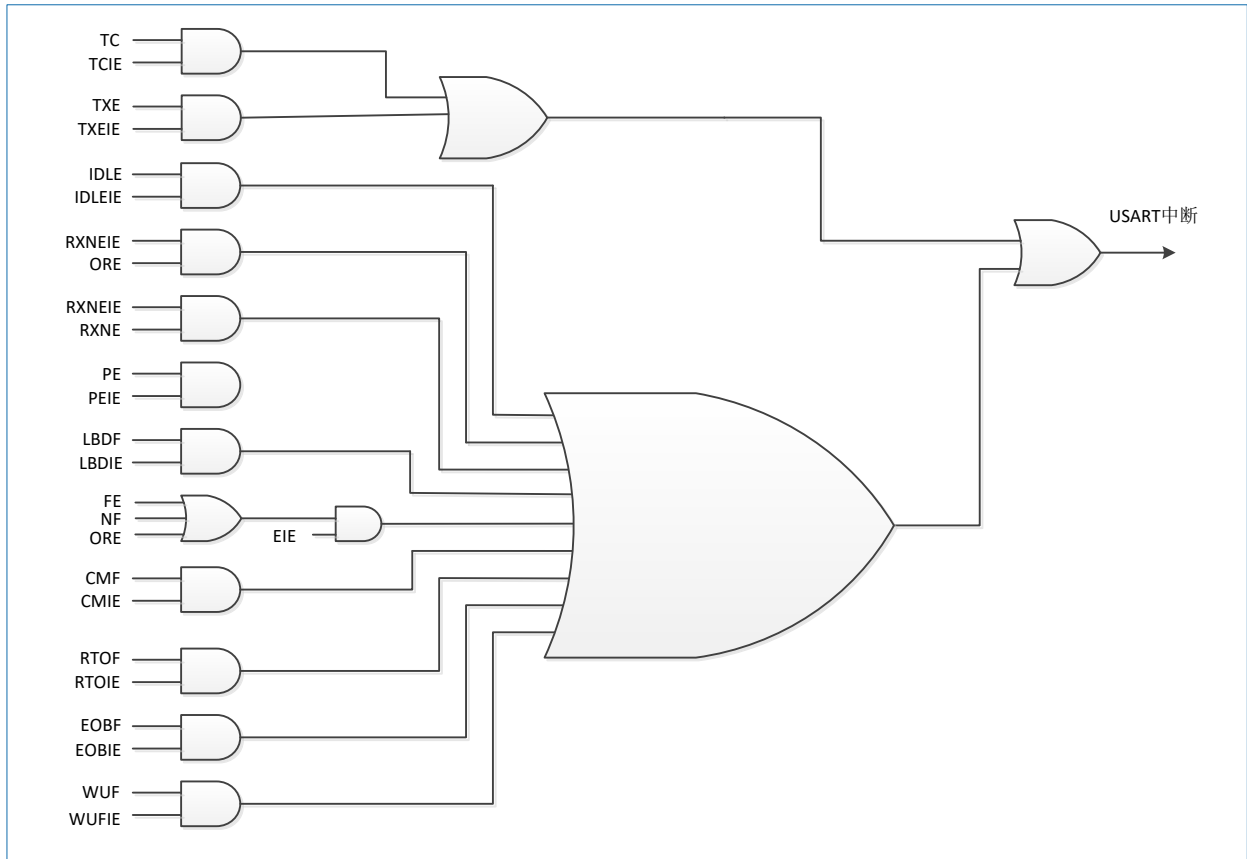 TC
TCIE
TXE
TXEIE
IDLE
IDLEIE
RXNEIE
ORE
RXNEIE
RXNE
PE
PEIE
LBDF
LBDIE
FE
NF
ORE
EIE
CMF
CMIE
RTOF
RTOIE
EOBF
EOBIE
WUF
WUFIE
USART中断